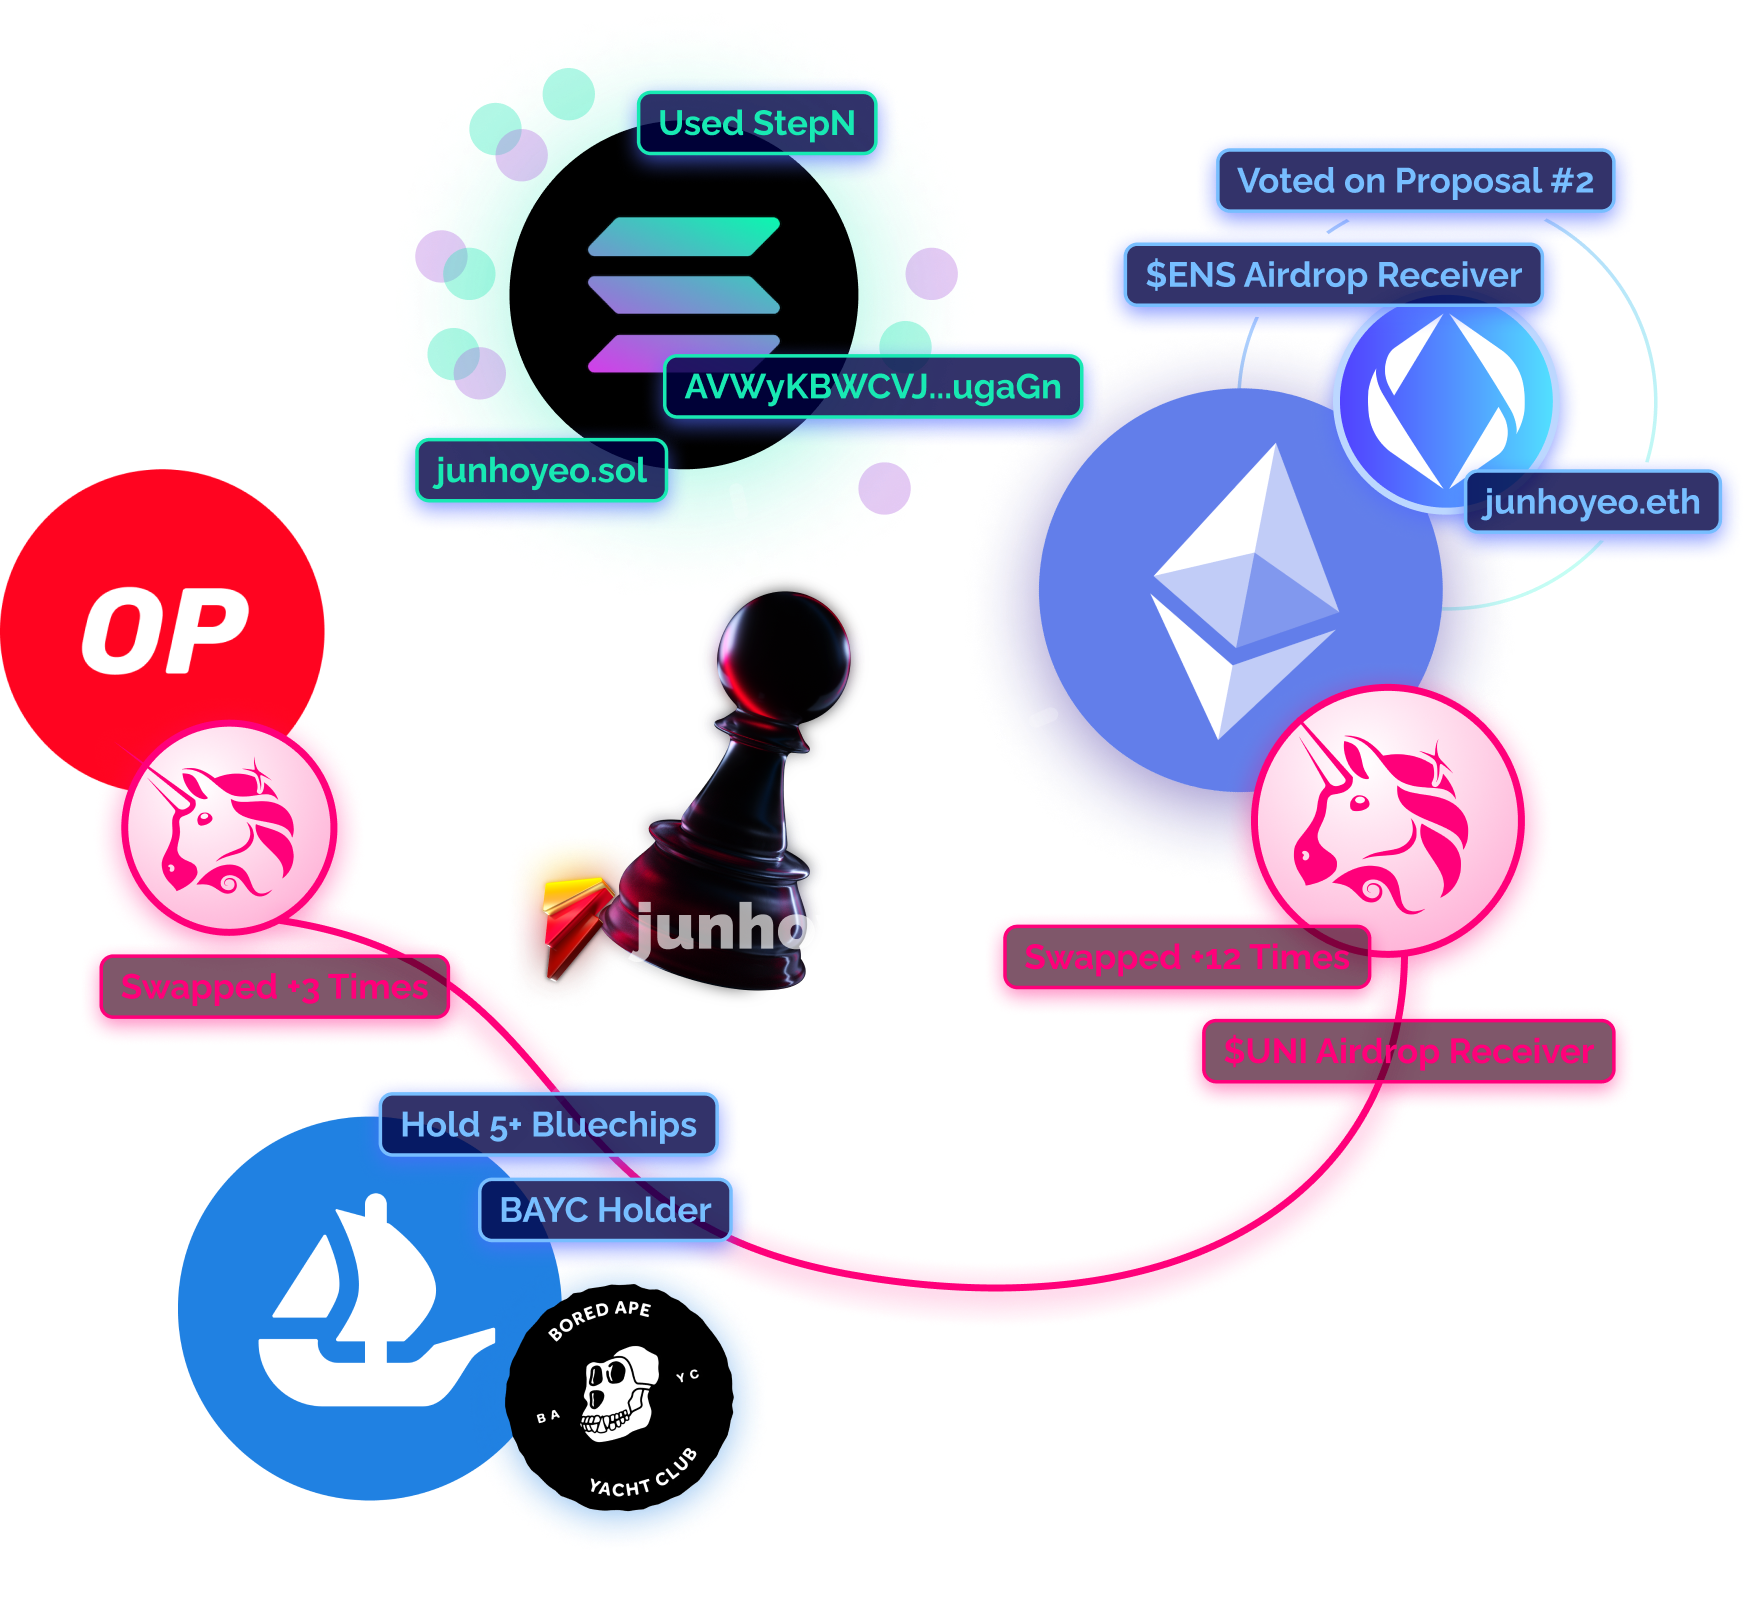 Used StepN
Voted on Proposal #2
$ENS Airdrop Receiver
AVWyKBWCVJ...ugaGn
junhoyeo.sol
junhoyeo.eth
OP
junho
Swapped +3 Times
Swapped +12 Times
$UNI Airdrop Receiver
Hold 5+ Bluechips
BAYC Holder
BORED APE
B A
Y C
YACHT CLUB